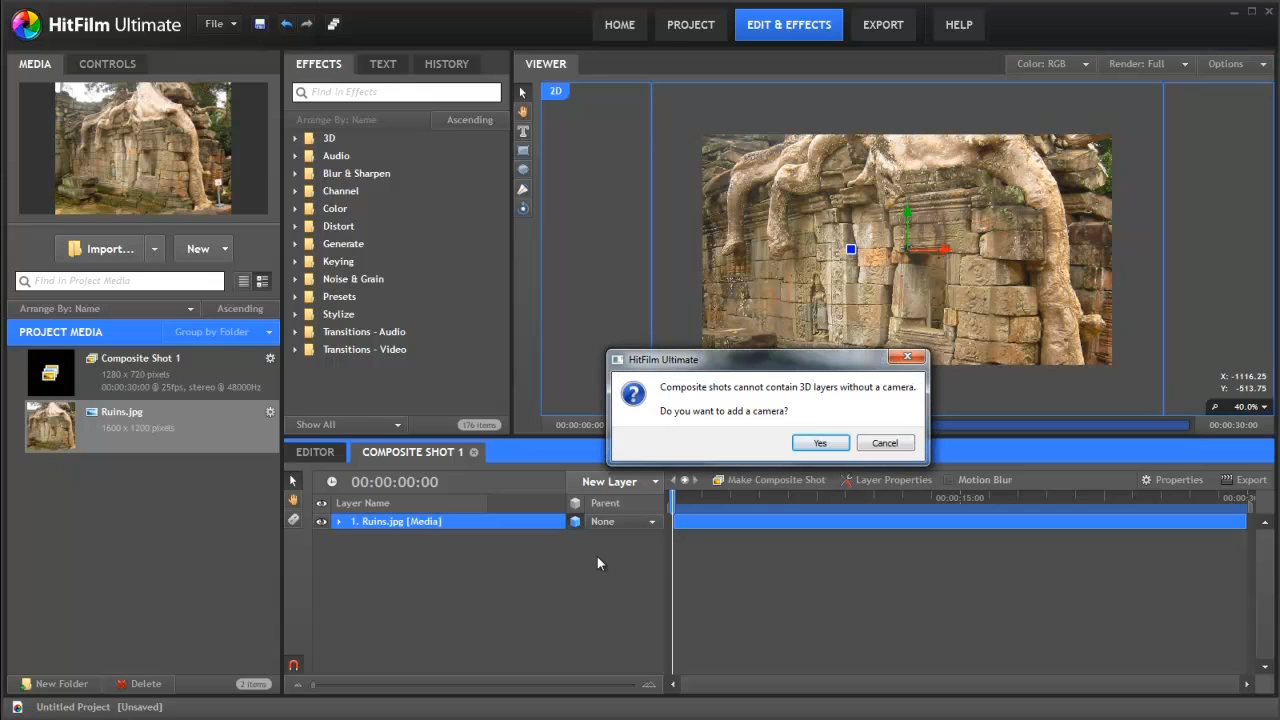 HitFilm Ultimate
File
HOME
PROJECT
EDIT & EFFECTS
EXPORT
HELP
MEDIA
CONTROLS
EFFECTS
TEXT
HISTORY
VIEWER
Color: RGB
Render: Full
Options
Find in Effects
2D
Arrange By: Name
Ascending
3D
Audio
Blur & Sharpen
Channel
Color
Distort
Generate
Keying
Noise & Grain
Presets
Stylize
Transitions - Audio
Transitions - Video
Import...
New
Find in Project Media
Arrange By: Name
Ascending
PROJECT MEDIA
Group by Folder
Composite Shot 1
1280 x 720 pixels
00:00:30:00 @ 25fps, stereo @ 48000Hz
Ruins.jpg
1600 x 1200 pixels
HitFilm Ultimate
Composite shots cannot contain 3D layers without a camera.
Do you want to add a camera?
Yes
Cancel
X: -1116.25
Y: -513.75
40.0%
Show All
176 items
00:00:00:00
00:00:30:00
EDITOR
COMPOSITE SHOT 1
00:00:00:00
New Layer
Make Composite Shot
Layer Properties
Motion Blur
Properties
Export
Layer Name
Parent
00:00:15:00
1. Ruins.jpg [Media]
None
New Folder
Delete
2 items
Untitled Project
[Unsaved]